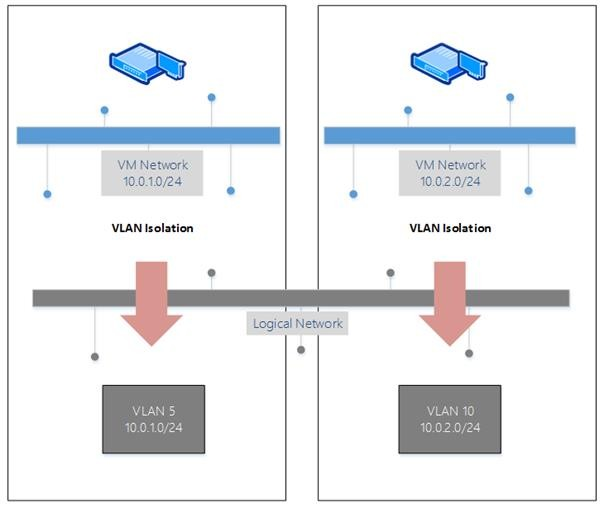 VM Network
10.0.1.0/24
VM Network
10.0.2.0/24
VLAN Isolation
VLAN Isolation
Logical Network
VLAN 5
10.0.1.0/24
VLAN 10
10.0.2.0/24